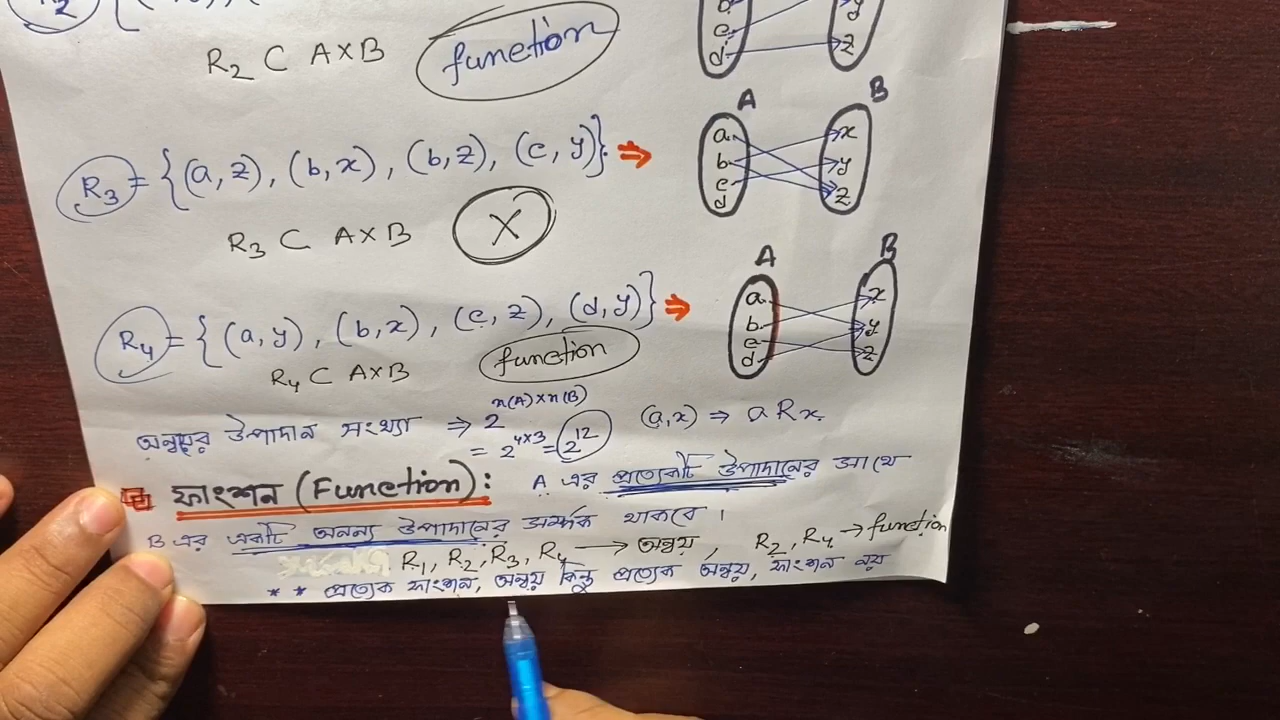 R₂ ⊂ A×B function
c
d
y
z
R₃ = {(a, z), (b, x), (b, z), (c, y)} ⇒
A B
a x
b y
c z
d
R₃ ⊂ A×B X
R₄ = {(a, y), (b, x), (c, z), (d, y)} ⇒
A B
a x
b y
c z
d
R₄ ⊂ A×B function
অন্বয়ের উপাদান সংখ্যা ⇒ 2^{n(A)×n(B)} (a,x) ⇒ aRx.
= 2^{4×3} = 2^{12}
ফাংশন (Function): A এর প্রত্যেকটি উপাদানের সাথে
B এর একটি অনন্য উপাদানের সম্পর্ক থাকবে।
R₁, R₂, R₃, R₄ → অন্বয়, R₂, R₄ → function
* * প্রত্যেক ফাংশন, অন্বয় কিন্তু প্রত্যেক অন্বয়, ফাংশন নয়